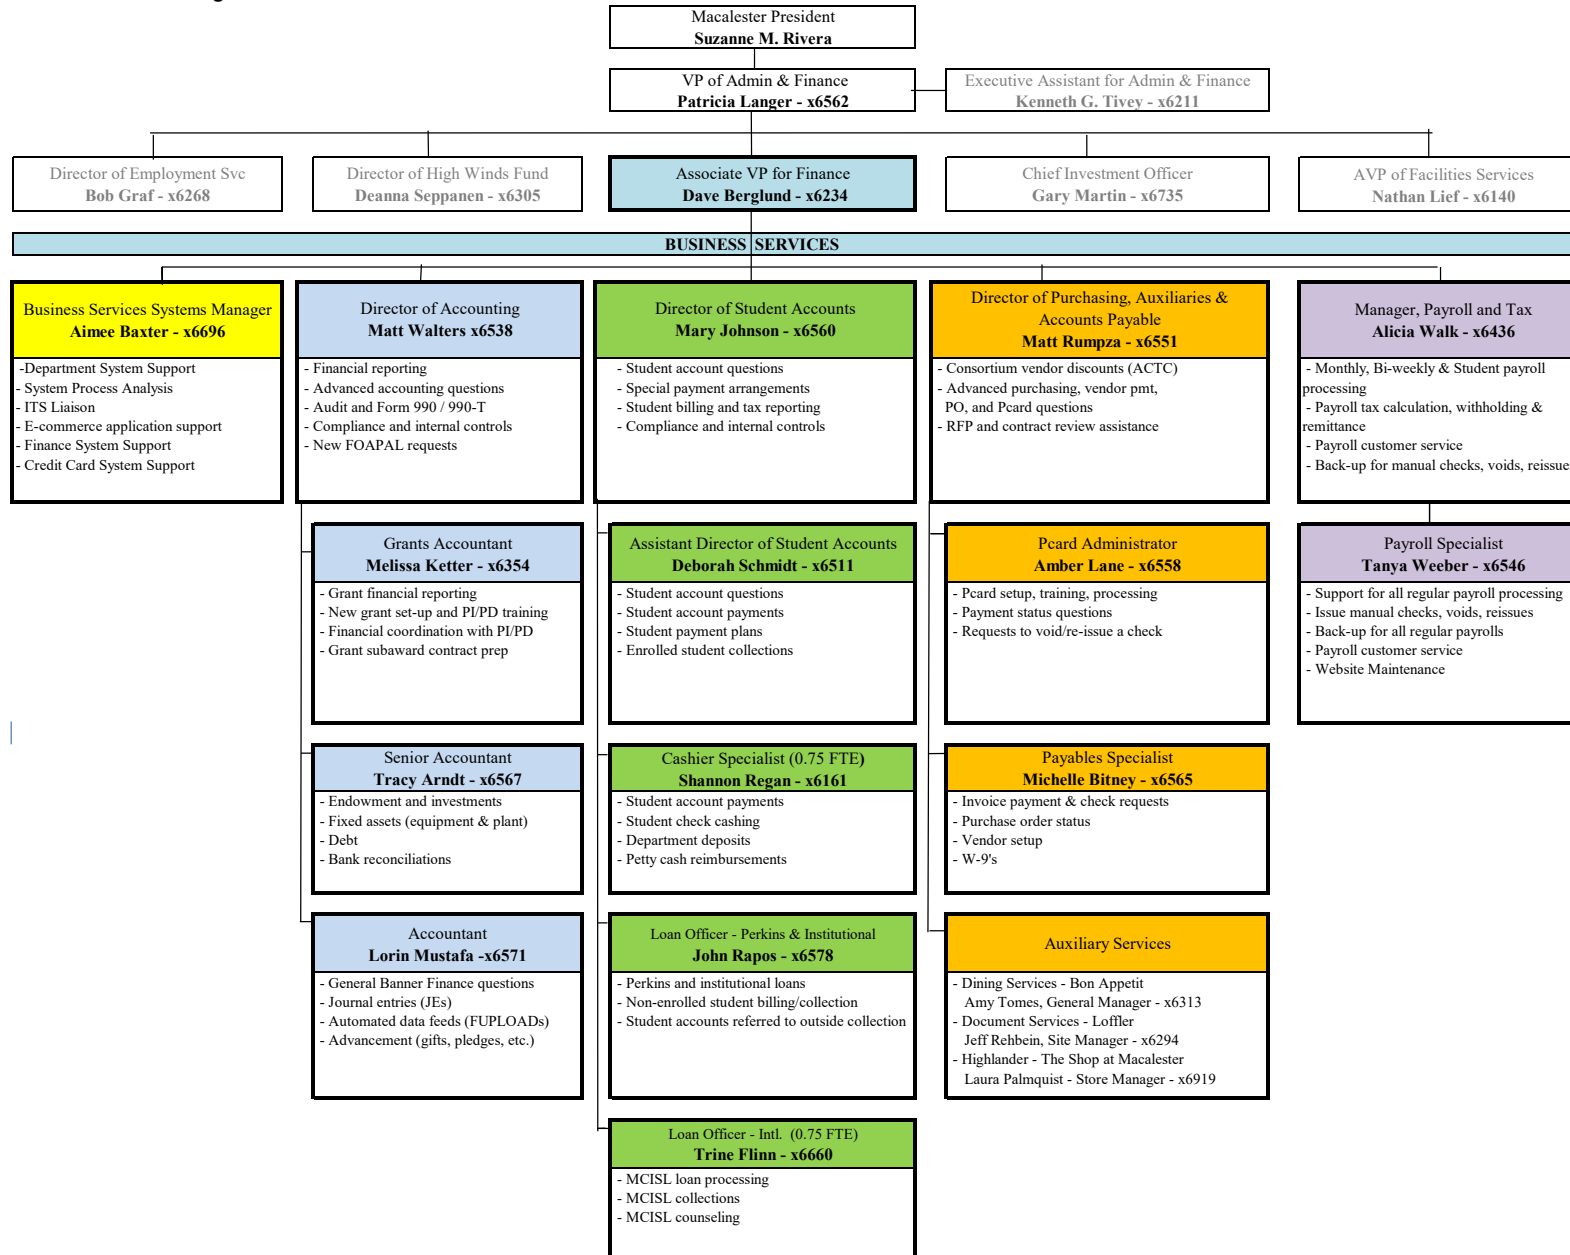 Macalester President
Suzanne M. Rivera
VP of Admin & Finance
Patricia Langer - x6562
Executive Assistant for Admin & Finance
Kenneth G. Tivey - x6211
Director of Employment Svc
Bob Graf - x6268
Director of High Winds Fund
Deanna Seppanen - x6305
Associate VP for Finance
Dave Berglund - x6234
Chief Investment Officer
Gary Martin - x6735
AVP of Facilities Services
Nathan Lief - x6140
BUSINESS SERVICES
Business Services Systems Manager
Aimee Baxter - x6696
-Department System Support
- System Process Analysis
- ITS Liaison
- E-commerce application support
- Finance System Support
- Credit Card System Support
Director of Accounting
Matt Walters x6538
- Financial reporting
- Advanced accounting questions
- Audit and Form 990 / 990-T
- Compliance and internal controls
- New FOAPAL requests
Director of Student Accounts
Mary Johnson - x6560
- Student account questions
- Special payment arrangements
- Student billing and tax reporting
- Compliance and internal controls
Director of Purchasing, Auxiliaries &
Accounts Payable
Matt Rumpza - x6551
- Consortium vendor discounts (ACTC)
- Advanced purchasing, vendor pmt,
PO, and Pcard questions
- RFP and contract review assistance
Manager, Payroll and Tax
Alicia Walk - x6436
- Monthly, Bi-weekly & Student payroll
processing
- Payroll tax calculation, withholding &
remittance
- Payroll customer service
- Back-up for manual checks, voids, reissue
Grants Accountant
Melissa Ketter - x6354
- Grant financial reporting
- New grant set-up and PI/PD training
- Financial coordination with PI/PD
- Grant subaward contract prep
Assistant Director of Student Accounts
Deborah Schmidt - x6511
- Student account questions
- Student account payments
- Student payment plans
- Enrolled student collections
Pcard Administrator
Amber Lane - x6558
- Pcard setup, training, processing
- Payment status questions
- Requests to void/re-issue a check
Payroll Specialist
Tanya Weeber - x6546
- Support for all regular payroll processing
- Issue manual checks, voids, reissues
- Back-up for all regular payrolls
- Payroll customer service
- Website Maintenance
Senior Accountant
Tracy Arndt - x6567
- Endowment and investments
- Fixed assets (equipment & plant)
- Debt
- Bank reconciliations
Cashier Specialist (0.75 FTE)
Shannon Regan - x6161
- Student account payments
- Student check cashing
- Department deposits
- Petty cash reimbursements
Payables Specialist
Michelle Bitney - x6565
- Invoice payment & check requests
- Purchase order status
- Vendor setup
- W-9's
Accountant
Lorin Mustafa -x6571
- General Banner Finance questions
- Journal entries (JEs)
- Automated data feeds (FUPLOADs)
- Advancement (gifts, pledges, etc.)
Loan Officer - Perkins & Institutional
John Rapos - x6578
- Perkins and institutional loans
- Non-enrolled student billing/collection
- Student accounts referred to outside collection
Auxiliary Services
- Dining Services - Bon Appetit
Amy Tomes, General Manager - x6313
- Document Services - Loffler
Jeff Rehbein, Site Manager - x6294
- Highlander - The Shop at Macalester
Laura Palmquist - Store Manager - x6919
Loan Officer - Intl. (0.75 FTE)
Trine Flinn - x6660
- MCISL loan processing
- MCISL collections
- MCISL counseling